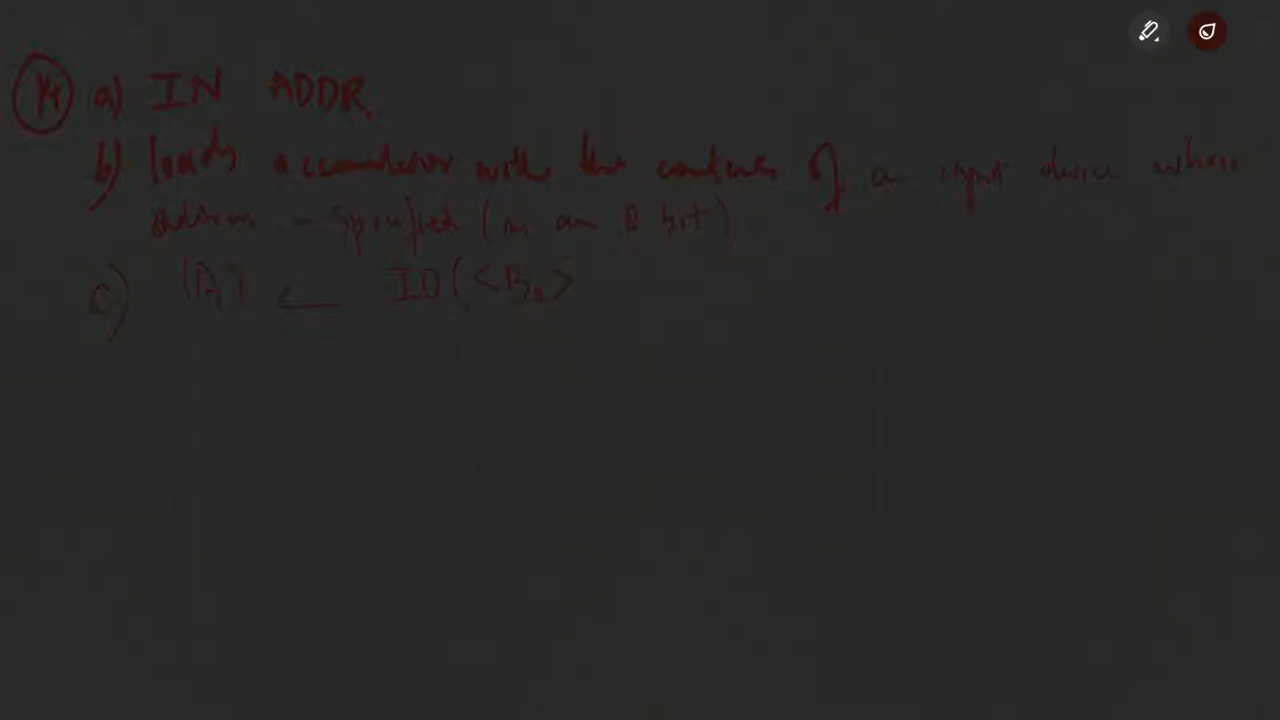 14 a) IN ADDR
b) loads accumulator with the contents of a input device whose
address specified (in an 8 bit)
c) (A) ← IO(<B2>